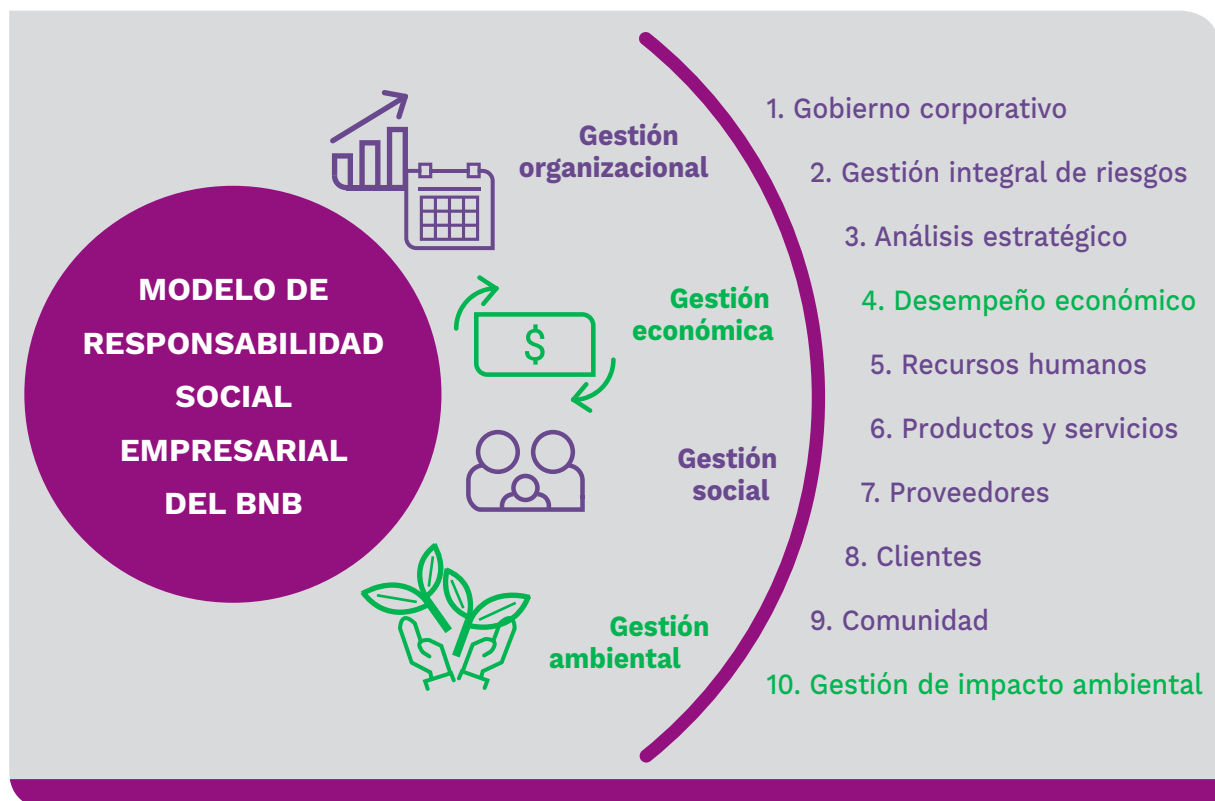 MODELO DE
RESPONSABILIDAD
SOCIAL
EMPRESARIAL
DEL BNB
Gestión
organizacional
$
Gestión
económica
Gestión
social
Gestión
ambiental
1. Gobierno corporativo
2. Gestión integral de riesgos
3. Análisis estratégico
4. Desempeño económico
5. Recursos humanos
6. Productos y servicios
7. Proveedores
8. Clientes
9. Comunidad
10. Gestión de impacto ambiental